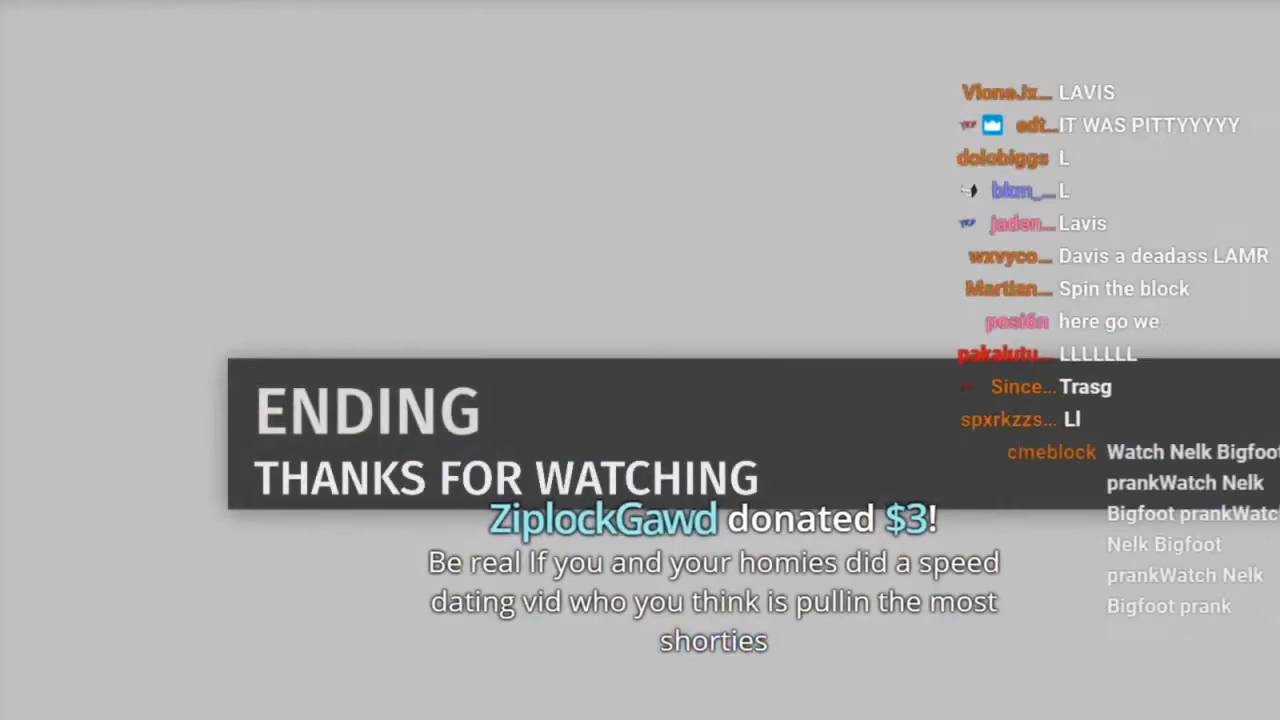 VloneJx... LAVIS
edt... IT WAS PITTYYYYY
dolobiggs L
bkm_... L
jaden... Lavis
wxvyco... Davis a deadass LAMR
Martian... Spin the block
posión here go we
pakalutu... LLLLLLL
Since... Trasg
spxrkzzs... Ll
cmeblock Watch Nelk Bigfoot
prankWatch Nelk
Bigfoot prankWatc
Nelk Bigfoot
prankWatch Nelk
Bigfoot prank
ENDING
THANKS FOR WATCHING
ZiplockGawd donated $3!
Be real If you and your homies did a speed
dating vid who you think is pullin the most
shorties